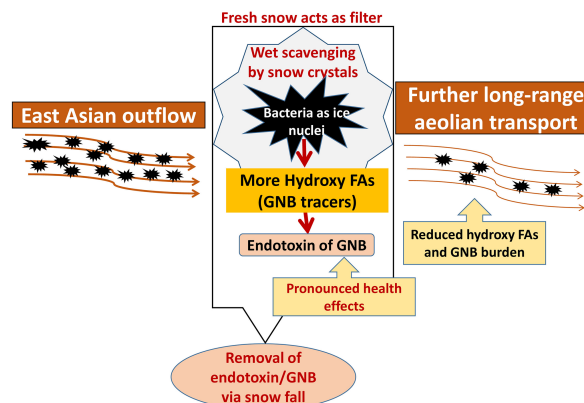 Fresh snow acts as filter
Wet scavenging
by snow crystals
Bacteria as ice
nuclei
East Asian outflow
Further long-range
aeolian transport
More Hydroxy FAs
(GNB tracers)
Endotoxin of GNB
Reduced hydroxy FAs
and GNB burden
Pronounced health
effects
Removal of
endotoxin/GNB
via snow fall